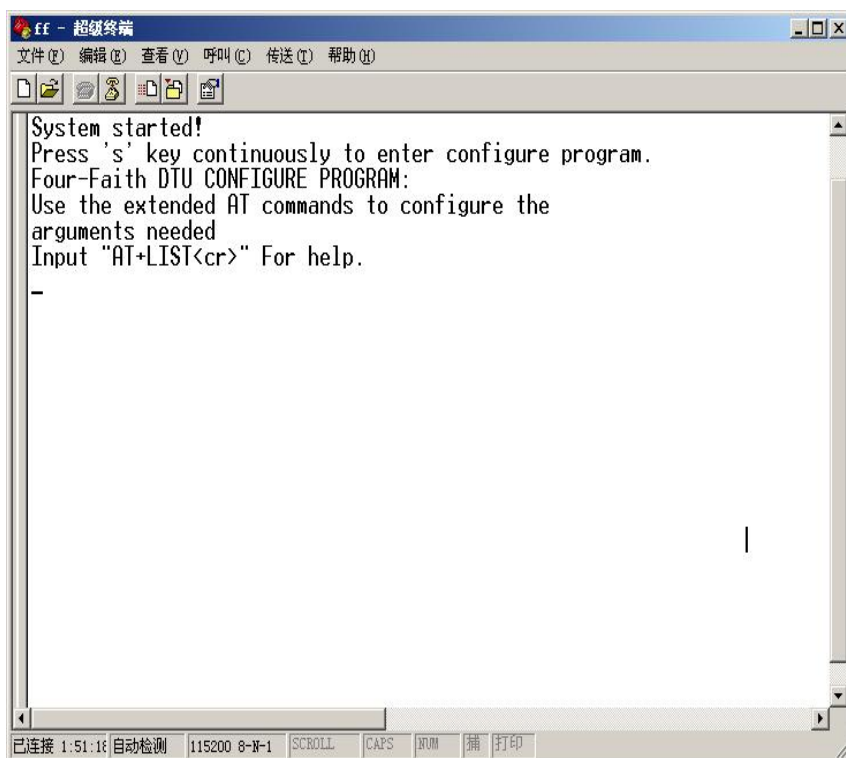 ff - 超级终端
文件(F) 编辑(E) 查看(V) 呼叫(C) 传送(T) 帮助(H)
System started!
Press 's' key continuously to enter configure program.
Four-Faith DTU CONFIGURE PROGRAM:
Use the extended AT commands to configure the
arguments needed
Input "AT+LIST<cr>" For help.
已连接 1:51:18 自动检测 115200 8-N-1 SCROLL CAPS NUM 捕 打印